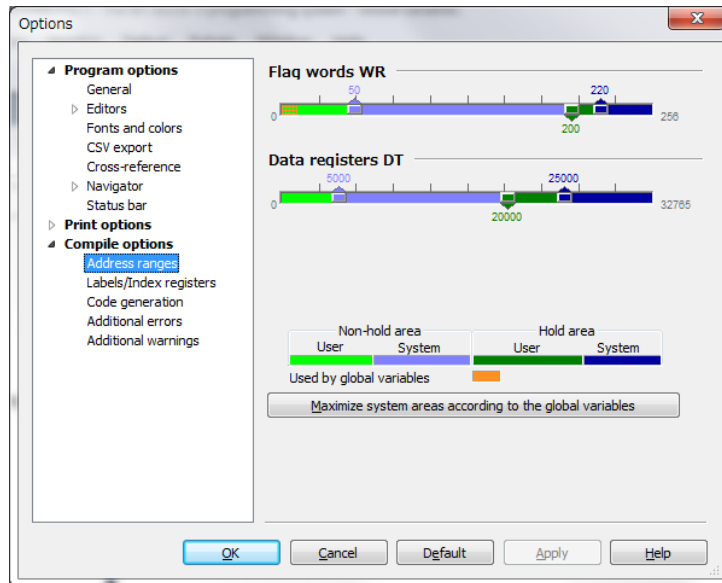 Options
Program options
General
Editors
Fonts and colors
CSV export
Cross-reference
Navigator
Status bar
Print options
Compile options
Address ranges
Labels/Index registers
Code generation
Additional errors
Additional warnings
Flag words WR
50 220
0 256
200
Data registers DT
5000 25000
0 32765
20000
Non-hold area Hold area
User System User System
Used by global variables
Maximize system areas according to the global variables
OK Cancel Default Apply Help